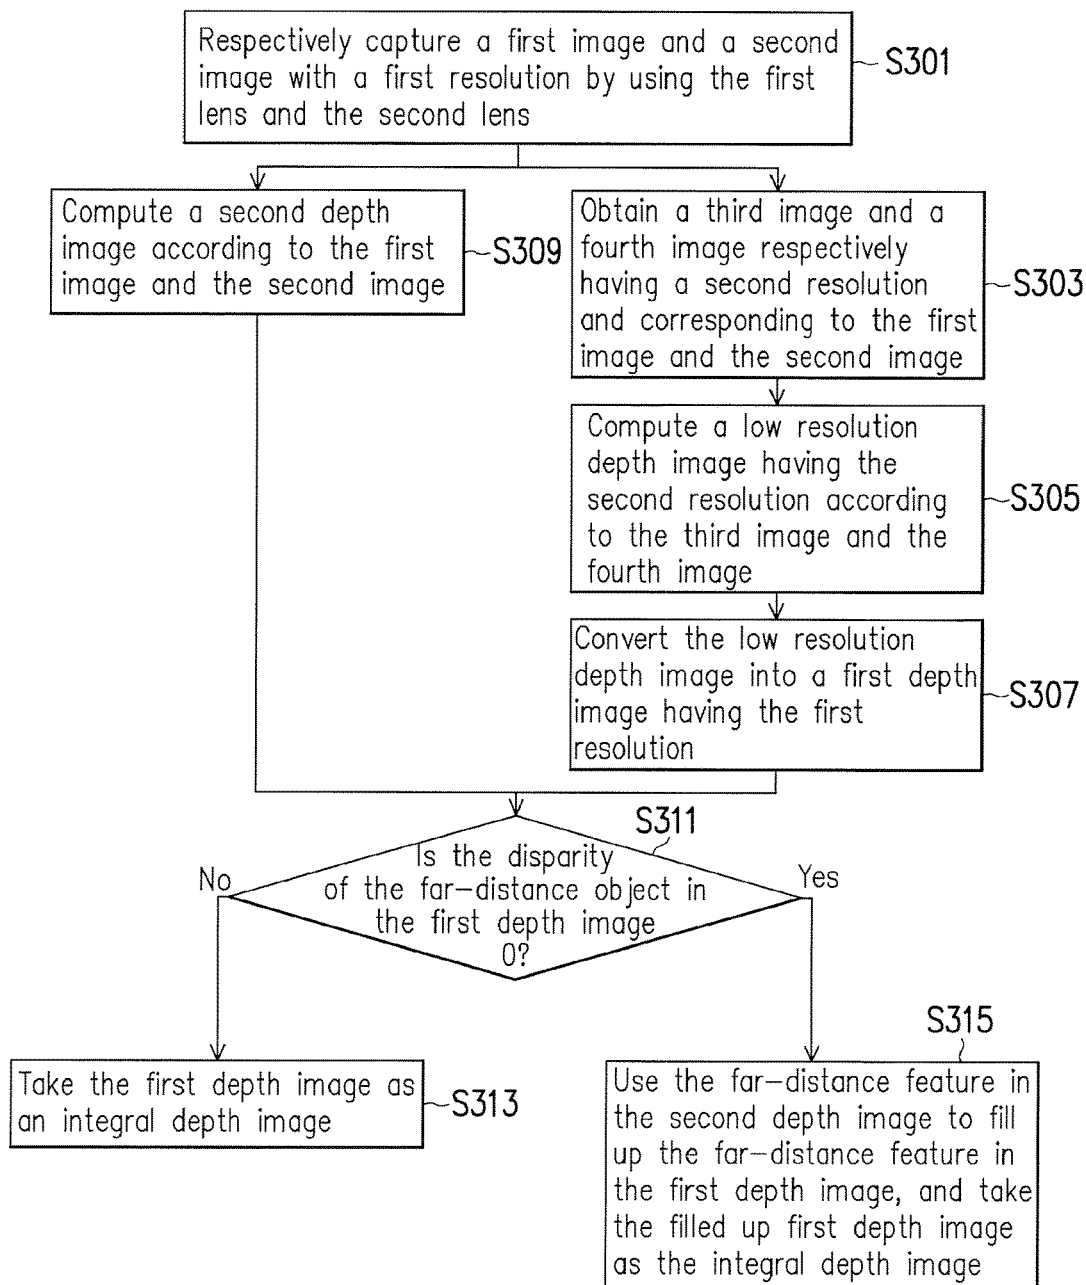 Respectively capture a first image and a second
image with a first resolution by using the first
lens and the second lens
S301
Compute a second depth
image according to the first
image and the second image
S309
Obtain a third image and a
fourth image respectively
having a second resolution
and corresponding to the first
image and the second image
S303
Compute a low resolution
depth image having the
second resolution according
to the third image and the
fourth image
S305
Convert the low resolution
depth image into a first depth
image having the first
resolution
S307
S311
Is the disparity
of the far-distance object in
the first depth image
0?
No
Yes
Take the first depth image as
an integral depth image
S313
S315
Use the far-distance feature in
the second depth image to fill
up the far-distance feature in
the first depth image, and take
the filled up first depth image
as the integral depth image